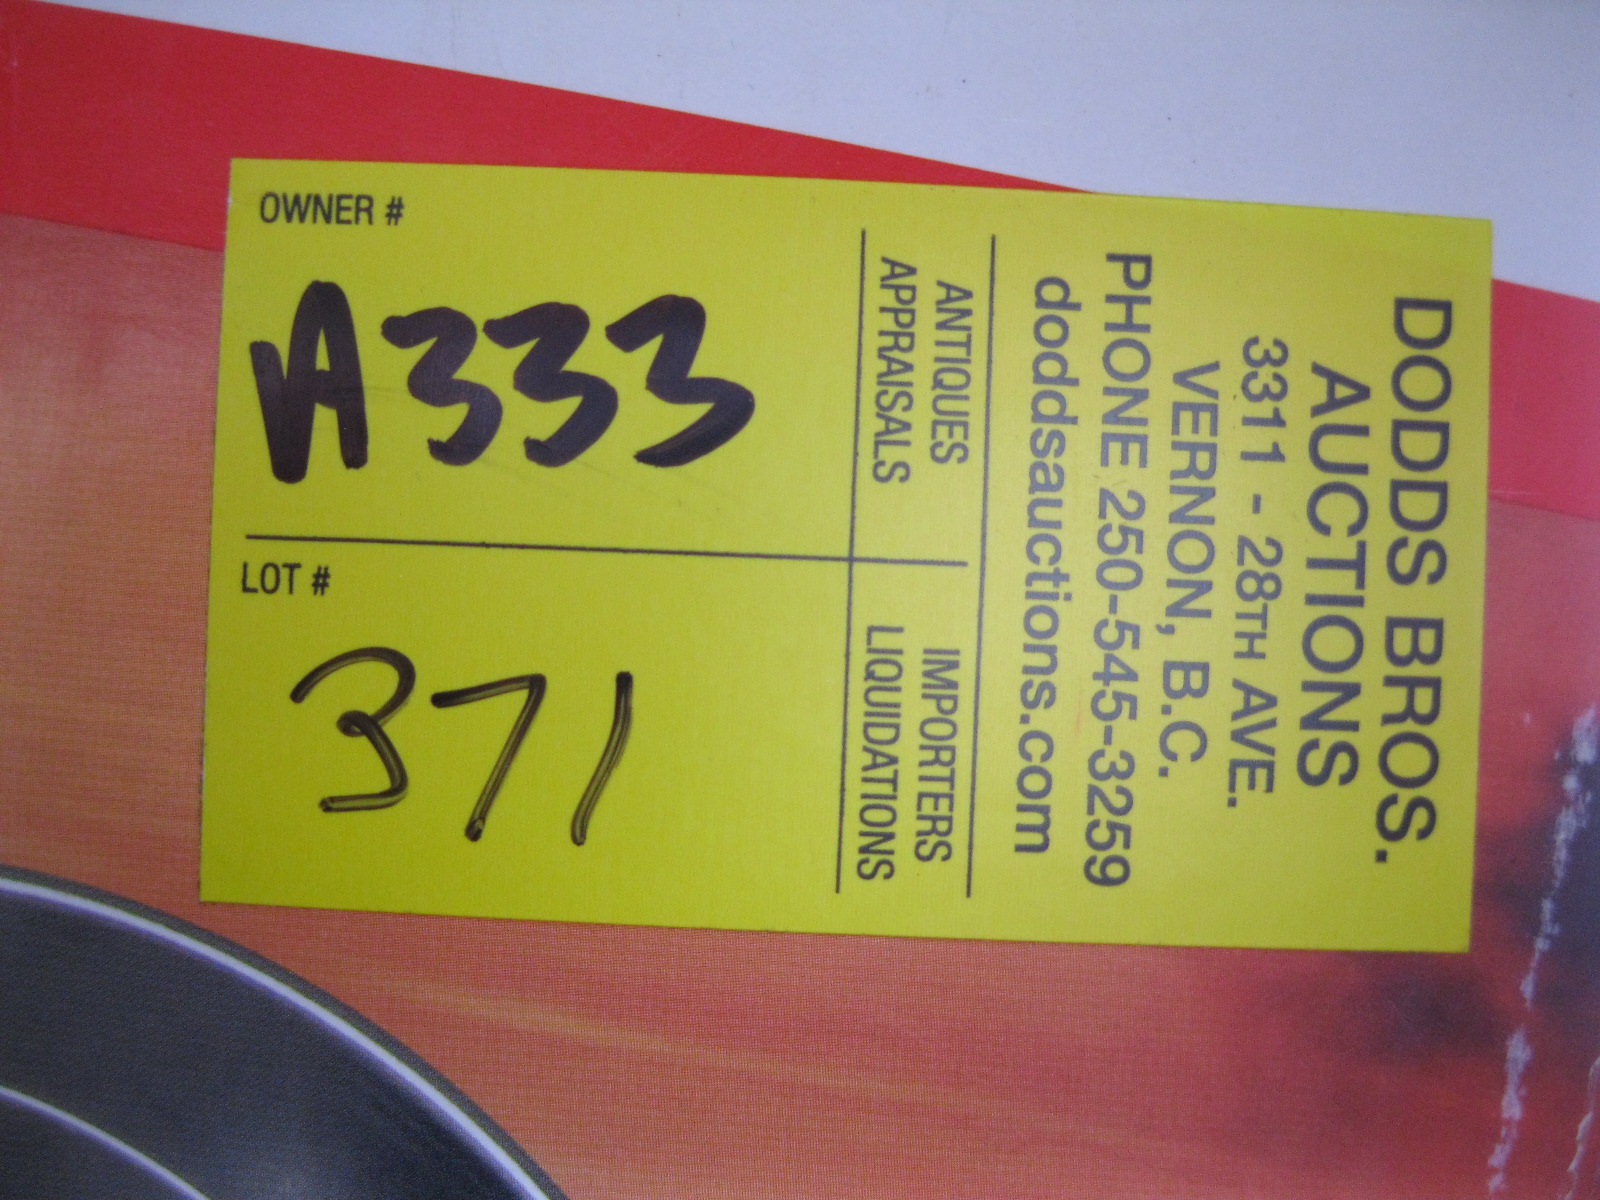 DODDS BROS.
AUCTIONS
3311 - 28TH AVE.
VERNON, B.C.
PHONE 250-545-3259
doddsauctions.com
ANTIQUES IMPORTERS
APPRAISALS LIQUIDATIONS
OWNER #
A333
LOT #
371